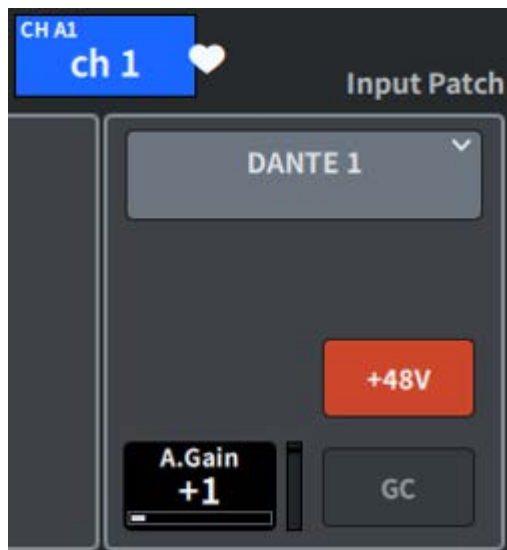 CH A1
ch 1
Input Patch
DANTE 1
+48V
A.Gain
+1
GC